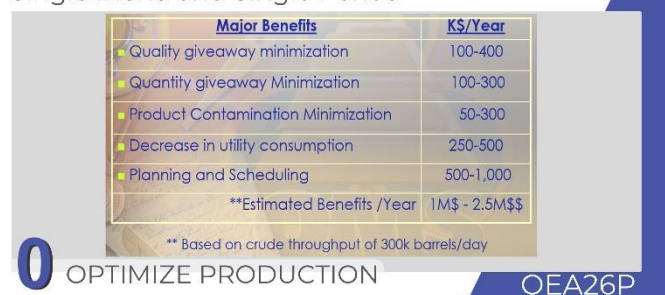 Major Benefits K$/Year
Quality giveaway minimization 100-400
Quantity giveaway Minimization 100-300
Product Contamination Minimization 50-300
Decrease in utility consumption 250-500
Planning and Scheduling 500-1,000
**Estimated Benefits /Year 1M$ - 2.5M$$
** Based on crude throughput of 300k barrels/day
0 OPTIMIZE PRODUCTION
OEA26P